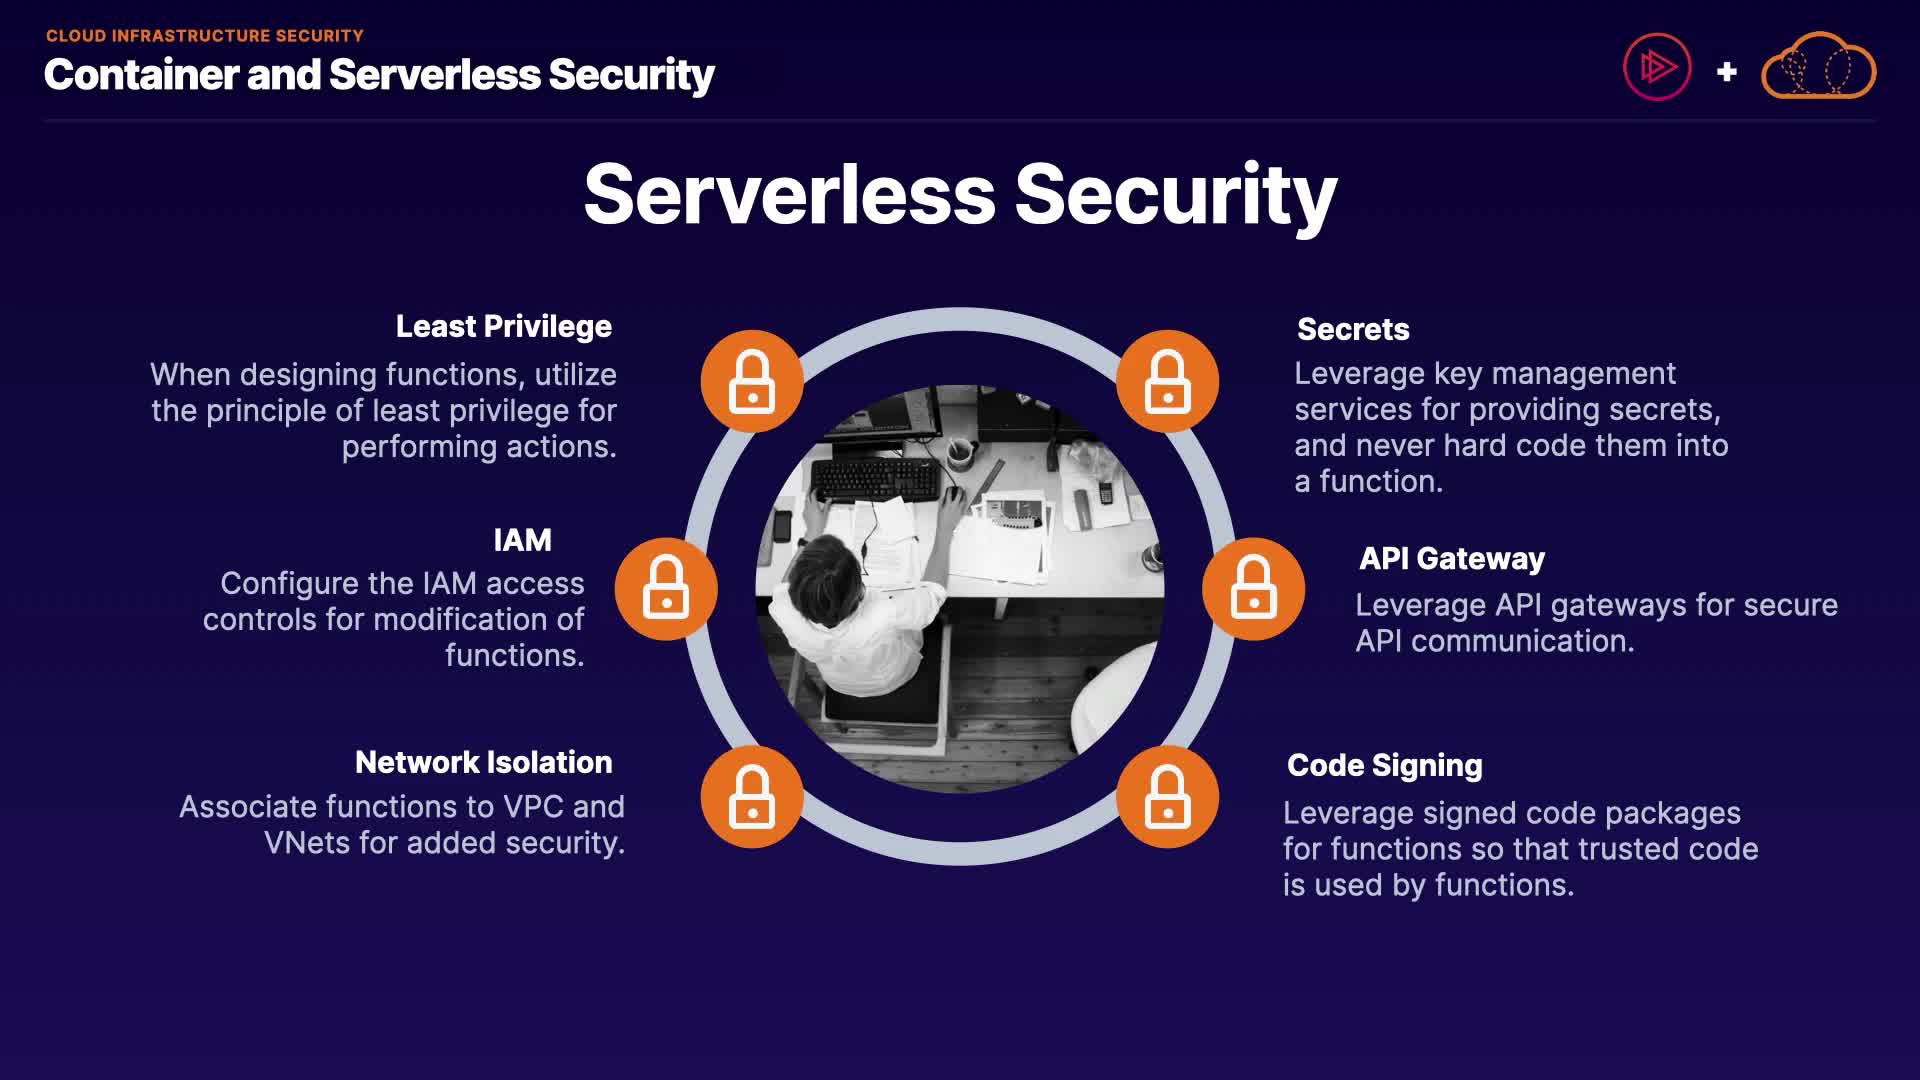 CLOUD INFRASTRUCTURE SECURITY
Container and Serverless Security
+
Serverless Security
Least Privilege
When designing functions, utilize
the principle of least privilege for
performing actions.
IAM
Configure the IAM access
controls for modification of
functions.
Network Isolation
Associate functions to VPC and
VNets for added security.
Secrets
Leverage key management
services for providing secrets,
and never hard code them into
a function.
API Gateway
Leverage API gateways for secure
API communication.
Code Signing
Leverage signed code packages
for functions so that trusted code
is used by functions.